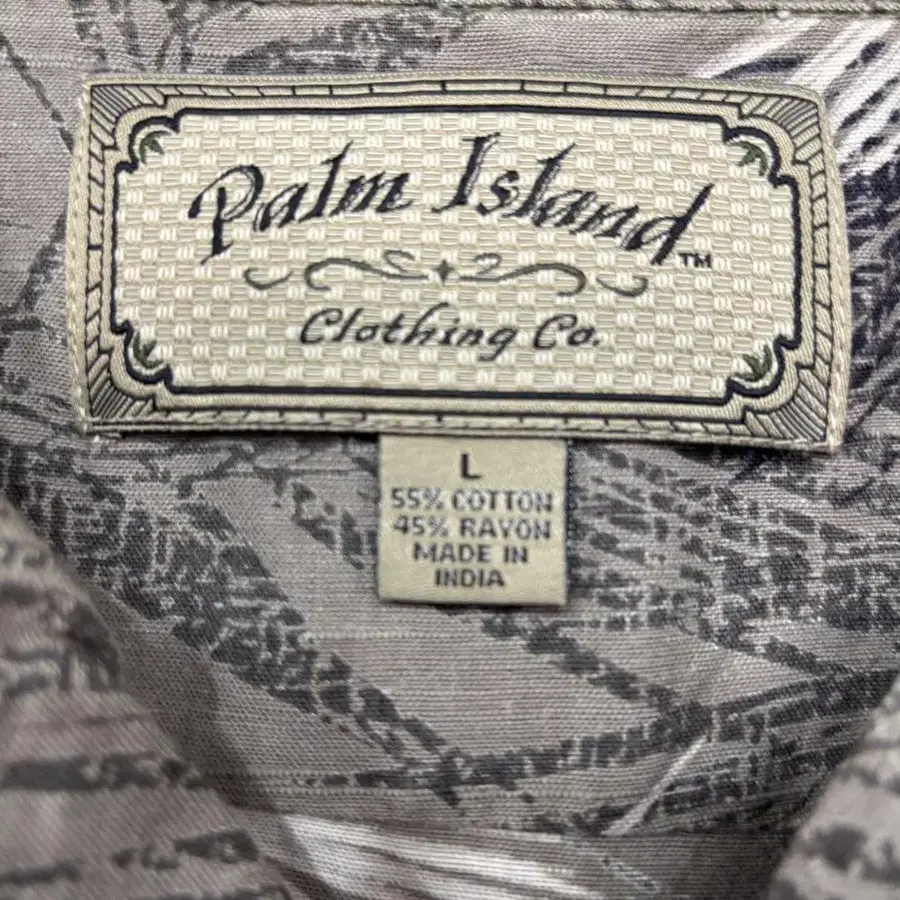 Palm Island™
Clothing Co.
L
55% COTTON
45% RAYON
MADE IN
INDIA